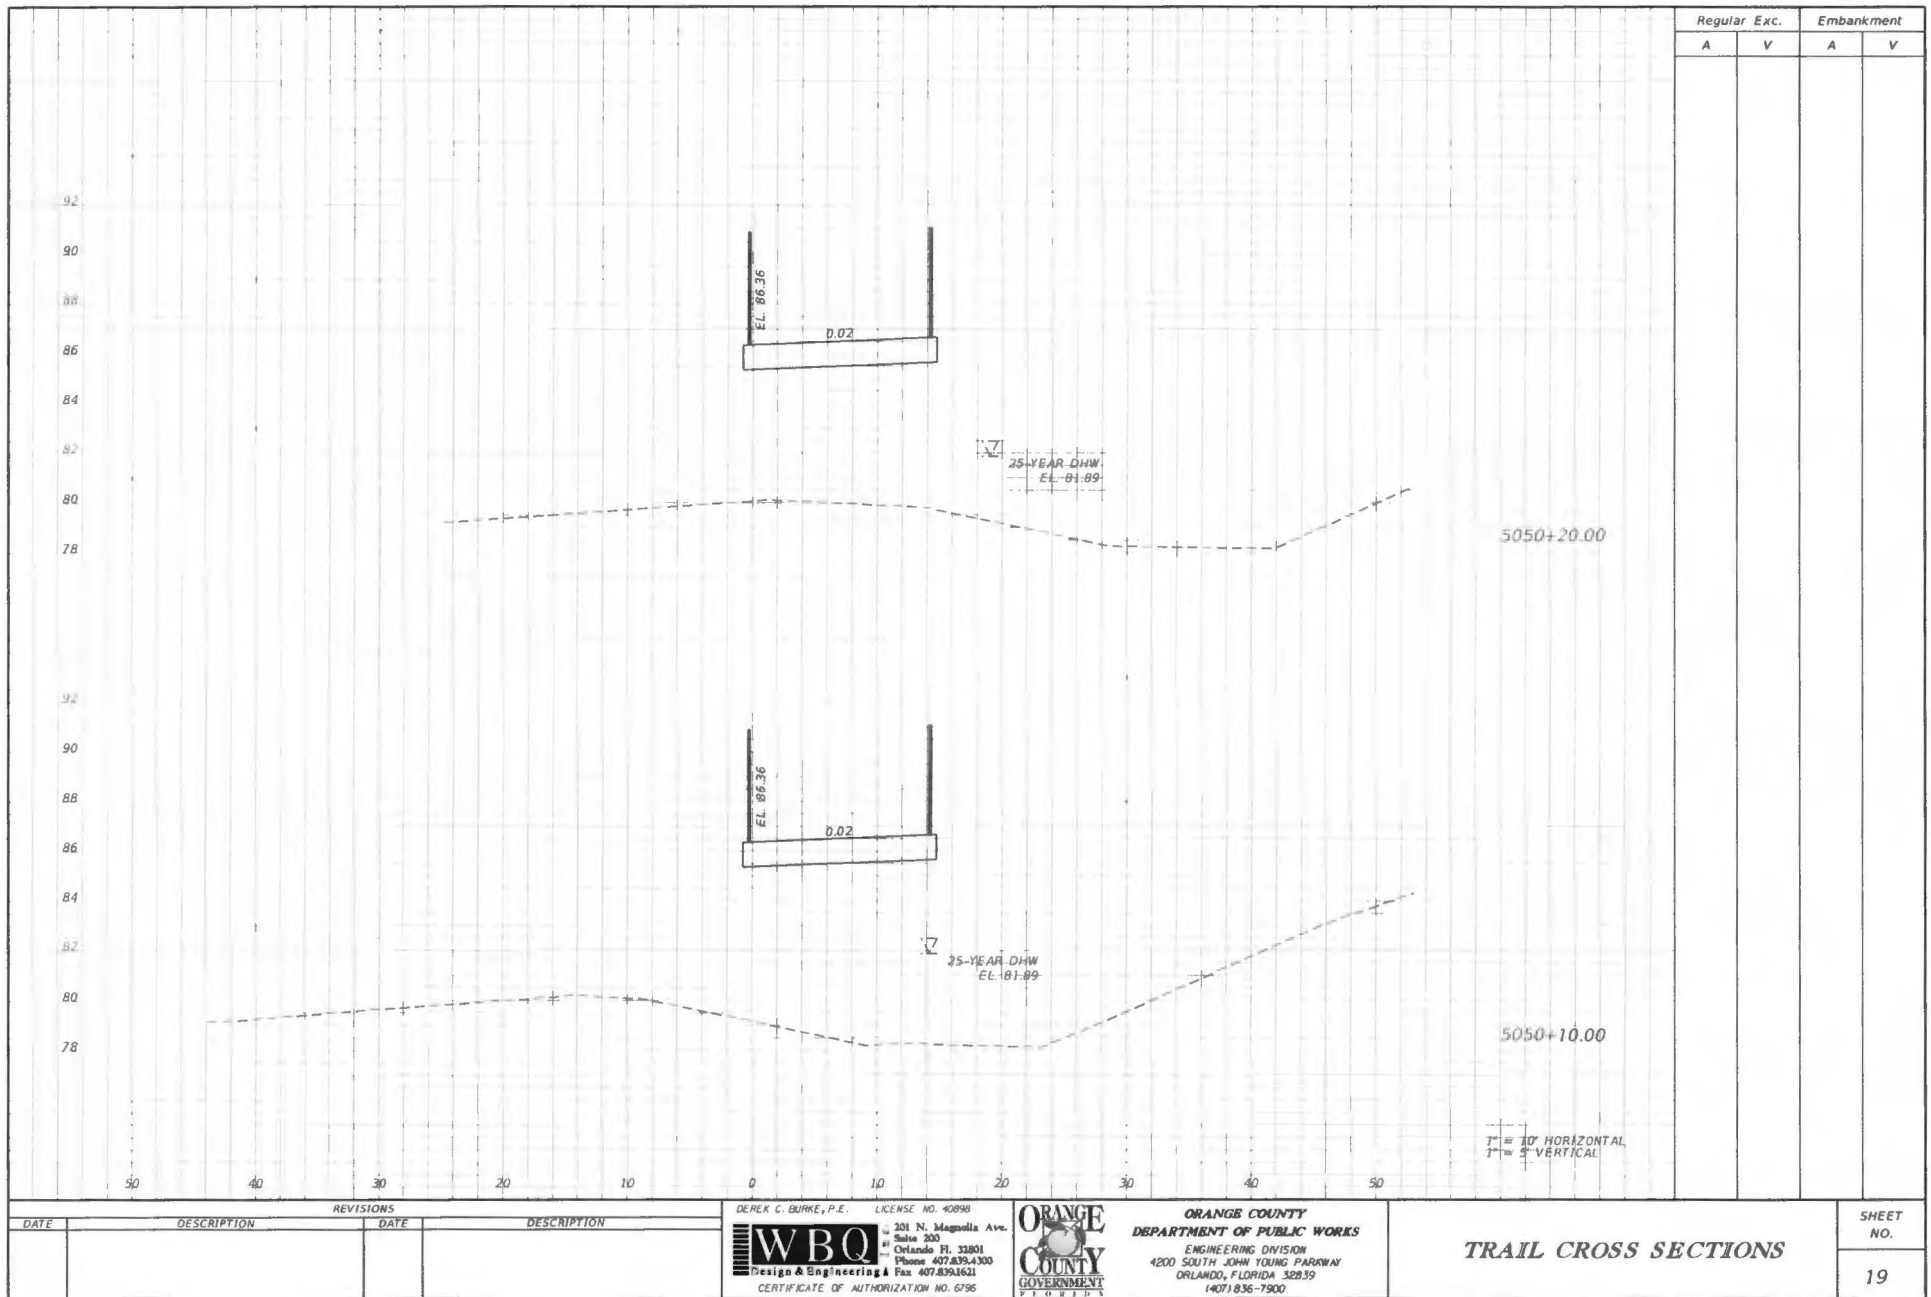 Regular Exc. Embankment
A V A V
92
90
88
86
84
82
80
78
EL. 86.36
0.02
25-YEAR DHW
EL. 81.89
5050+20.00
92
90
88
86
84
82
80
78
EL. 86.36
0.02
25-YEAR DHW
EL. 81.89
5050+10.00
1" = 10' HORIZONTAL
1" = 5' VERTICAL
50 40 30 20 10 0 10 20 30 40 50
REVISIONS
DATE DESCRIPTION DATE DESCRIPTION
DEREK C. BURKE, P.E. LICENSE NO. 40898
WBQ
Design & Engineering
201 N. Magnolia Ave.
Suite 200
Orlando Fl. 32801
Phone 407.839.4300
Fax 407.839.1621
CERTIFICATE OF AUTHORIZATION NO. 6796
ORANGE
COUNTY
GOVERNMENT
FLORIDA
ORANGE COUNTY
DEPARTMENT OF PUBLIC WORKS
ENGINEERING DIVISION
4200 SOUTH JOHN YOUNG PARKWAY
ORLANDO, FLORIDA 32839
(407) 836-7900
TRAIL CROSS SECTIONS
SHEET
NO.
19